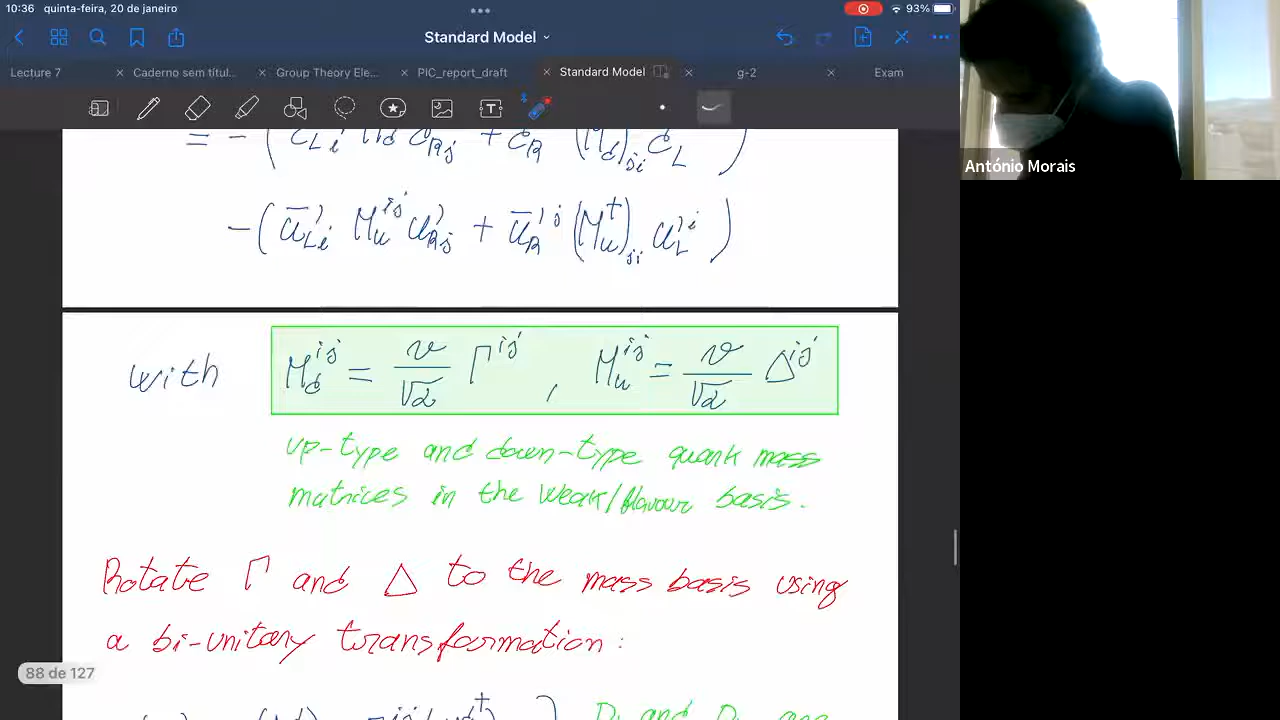 10:36 quinta-feira, 20 de janeiro
93%
Standard Model
Lecture 7
Caderno sem títul...
Group Theory Ele...
PIC_report_draft
Standard Model
g-2
Exam
António Morais
-(ū'_{Li} M_u^{ij} u'_{Rj} + ū'_R^j (M_u^†)_{ji} u'_L^i)
with M_d^{ij} = v/√2 Γ^{ij} , M_u^{ij} = v/√2 Δ^{ij}
up-type and down-type quark mass
matrices in the weak/flavour basis.
Rotate Γ and Δ to the mass basis using
a bi-unitary transformation:
88 de 127